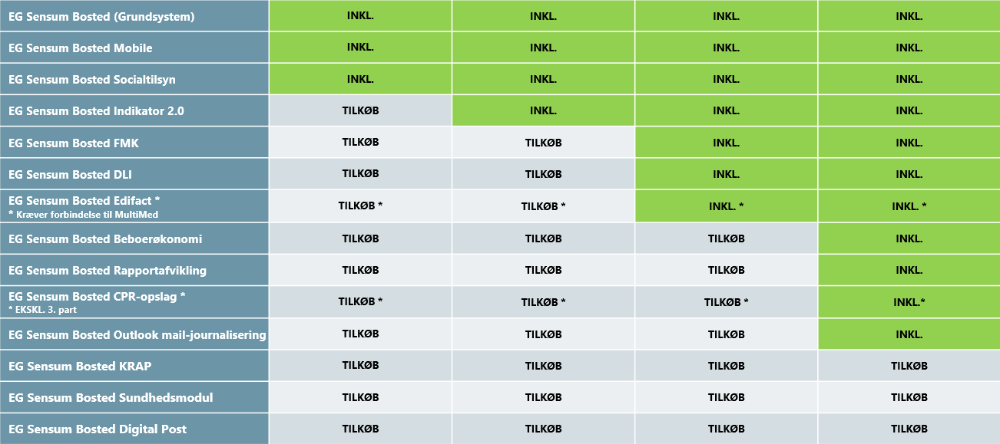 EG Sensum Bosted (Grundsystem) INKL. INKL. INKL. INKL.
EG Sensum Bosted Mobile INKL. INKL. INKL. INKL.
EG Sensum Bosted Socialtilsyn INKL. INKL. INKL. INKL.
EG Sensum Bosted Indikator 2.0 TILKØB INKL. INKL. INKL.
EG Sensum Bosted FMK TILKØB TILKØB INKL. INKL.
EG Sensum Bosted DLI TILKØB TILKØB INKL. INKL.
EG Sensum Bosted Edifact * TILKØB * TILKØB * INKL. * INKL. *
* Kræver forbindelse til MultiMed
EG Sensum Bosted Beboerøkonomi TILKØB TILKØB TILKØB INKL.
EG Sensum Bosted Rapportafvikling TILKØB TILKØB TILKØB INKL.
EG Sensum Bosted CPR-opslag * TILKØB * TILKØB * TILKØB * INKL.*
* EKSKL. 3. part
EG Sensum Bosted Outlook mail-journalisering TILKØB TILKØB TILKØB INKL.
EG Sensum Bosted KRAP TILKØB TILKØB TILKØB TILKØB
EG Sensum Bosted Sundhedsmodul TILKØB TILKØB TILKØB TILKØB
EG Sensum Bosted Digital Post TILKØB TILKØB TILKØB TILKØB